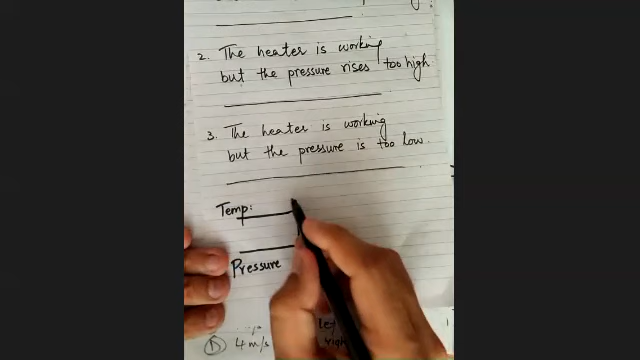 2. The heater is working
but the pressure rises too high
3. The heater is working
but the pressure is too low.
Temp:
Pressure
4 m/s